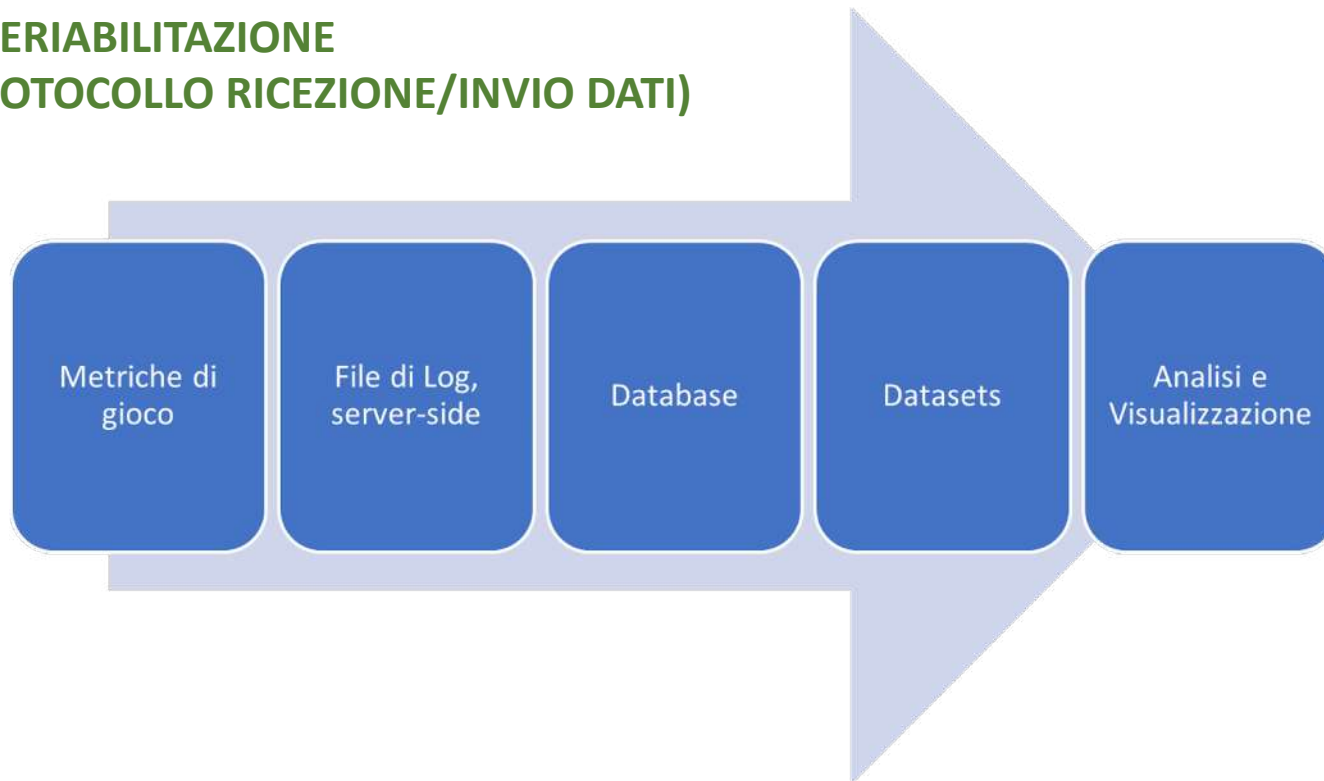 ERIABILITAZIONE
OTOCOLLO RICEZIONE/INVIO DATI)
Metriche di
gioco
File di Log,
server-side
Database
Datasets
Analisi e
Visualizzazione